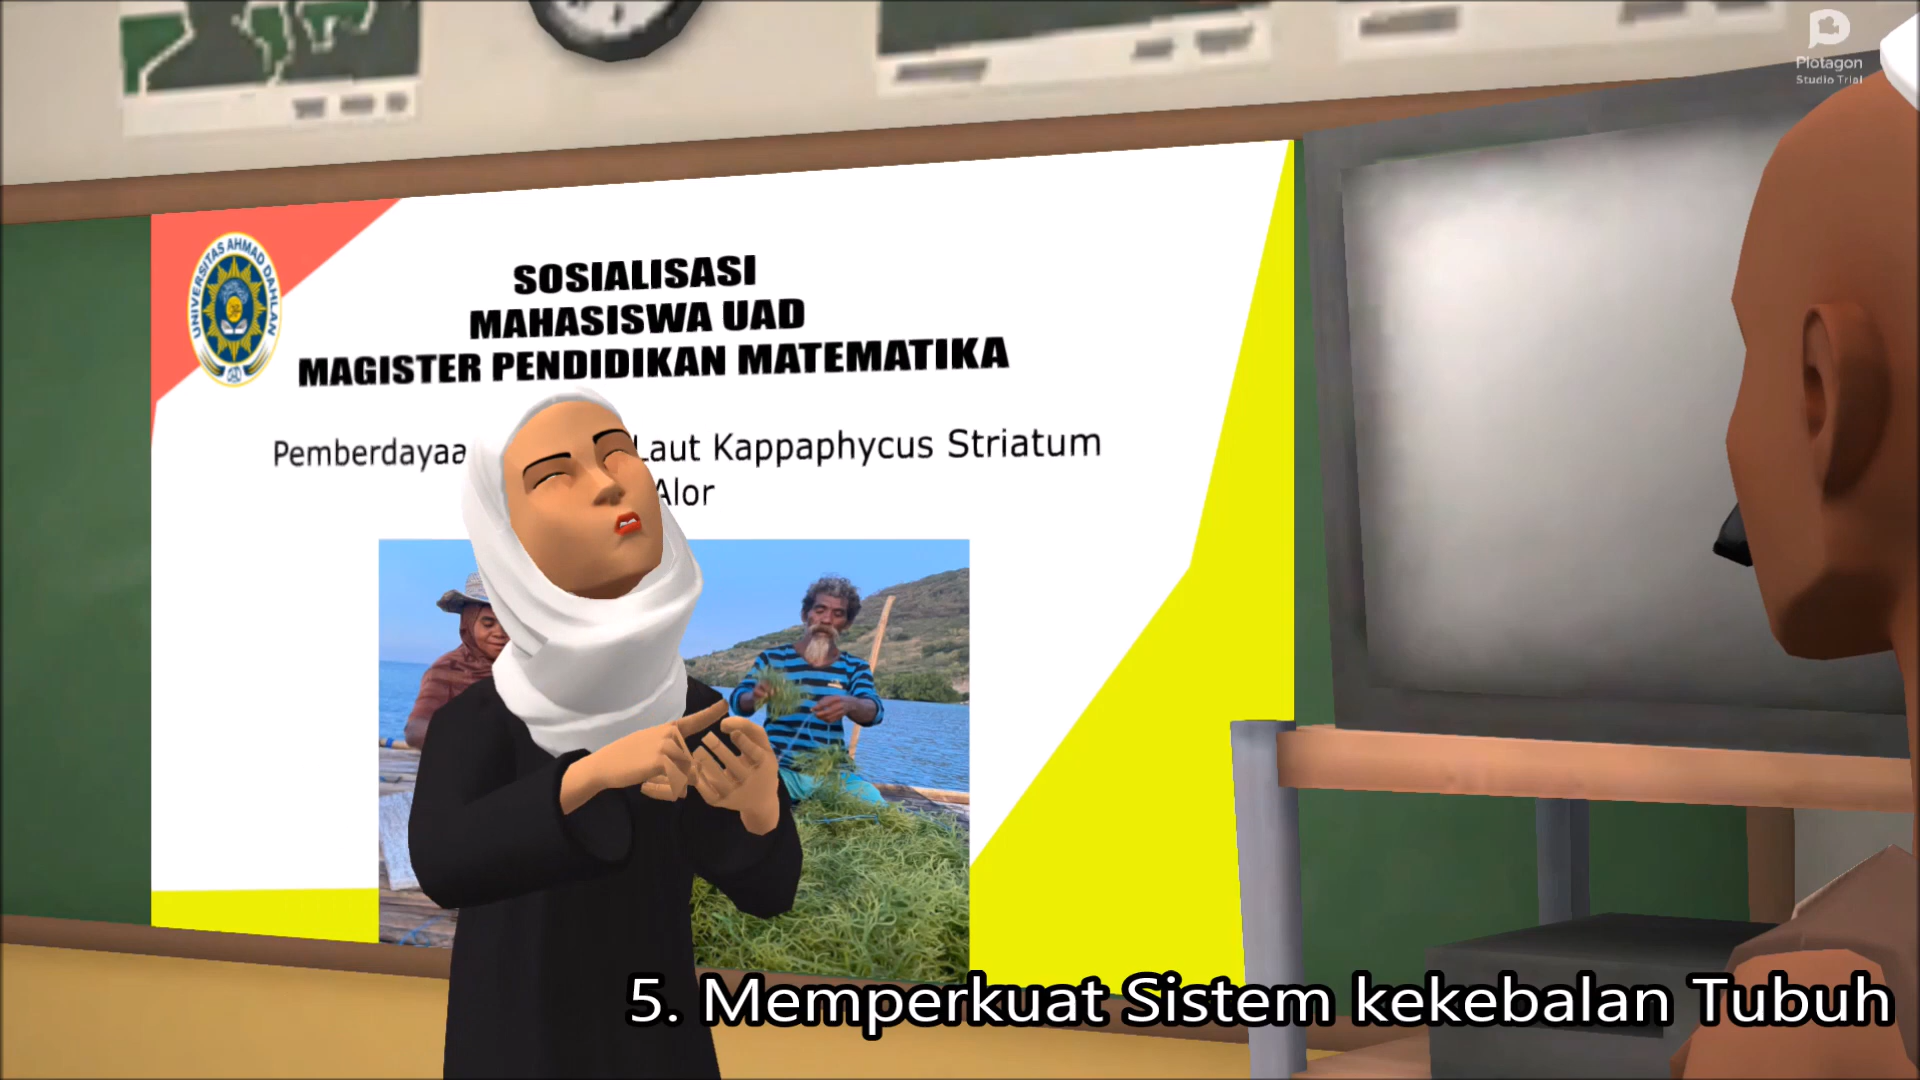 Plotagon
Studio Trial
UNIVERSITAS AHMAD DAHLAN
SOSIALISASI
MAHASISWA UAD
MAGISTER PENDIDIKAN MATEMATIKA
Pemberdayaa Laut Kappaphycus Striatum
Alor
5. Memperkuat Sistem kekebalan Tubuh